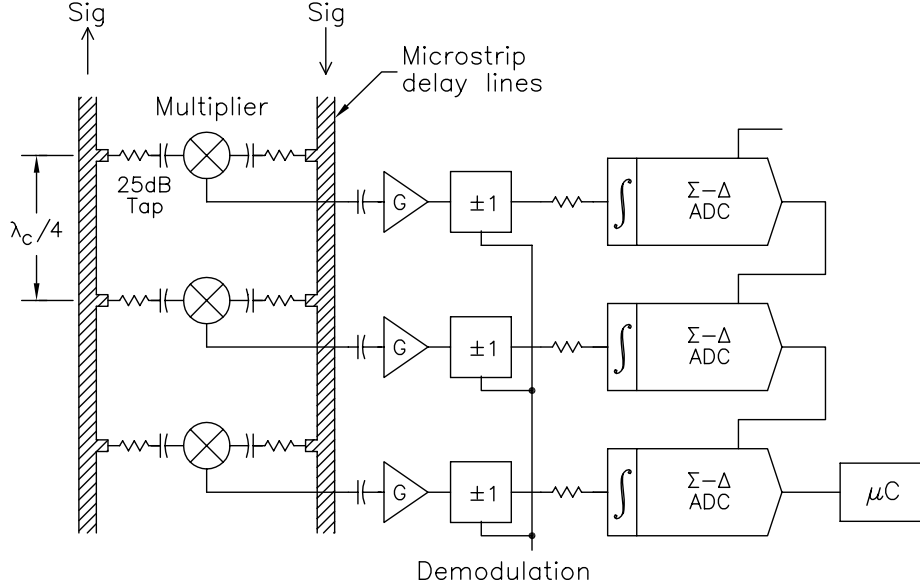 Sig
Sig
Microstrip
delay lines
Multiplier
25dB
Tap
λc/4
G
±1
∫
Σ−Δ
ADC
G
±1
∫
Σ−Δ
ADC
G
±1
∫
Σ−Δ
ADC
μC
Demodulation